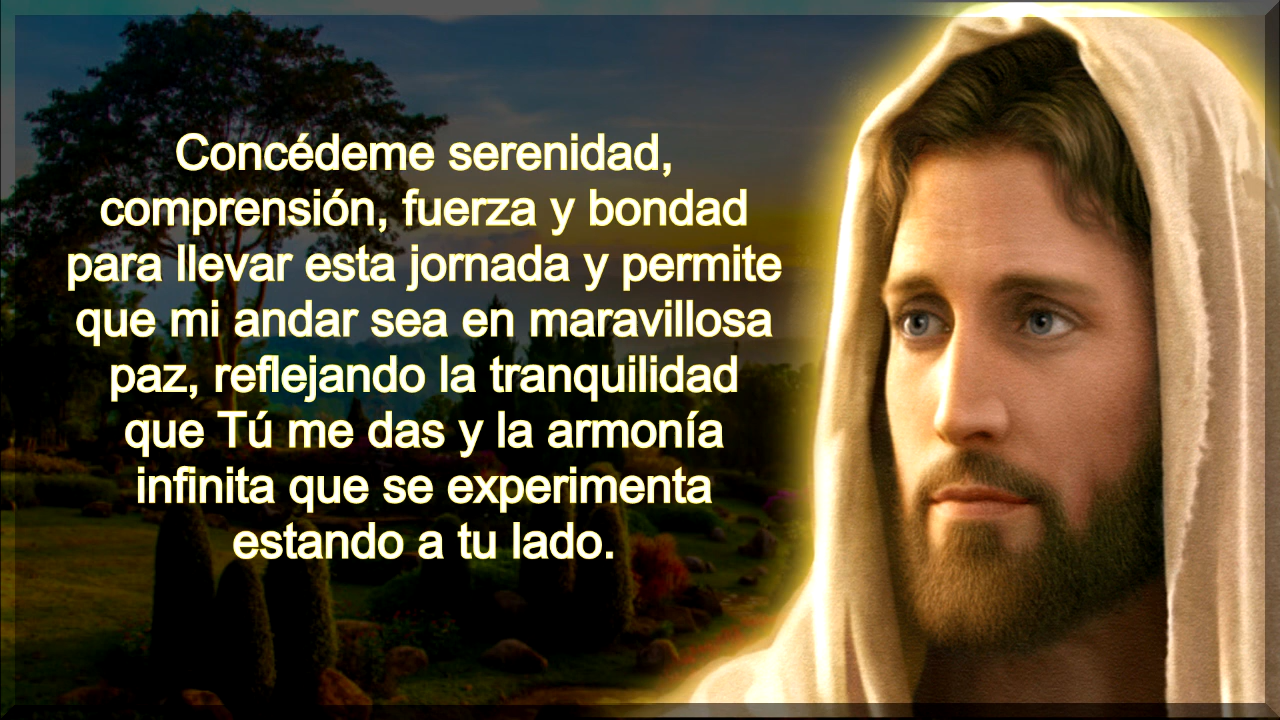 Concédeme serenidad,
comprensión, fuerza y bondad
para llevar esta jornada y permite
que mi andar sea en maravillosa
paz, reflejando la tranquilidad
que Tú me das y la armonía
infinita que se experimenta
estando a tu lado.